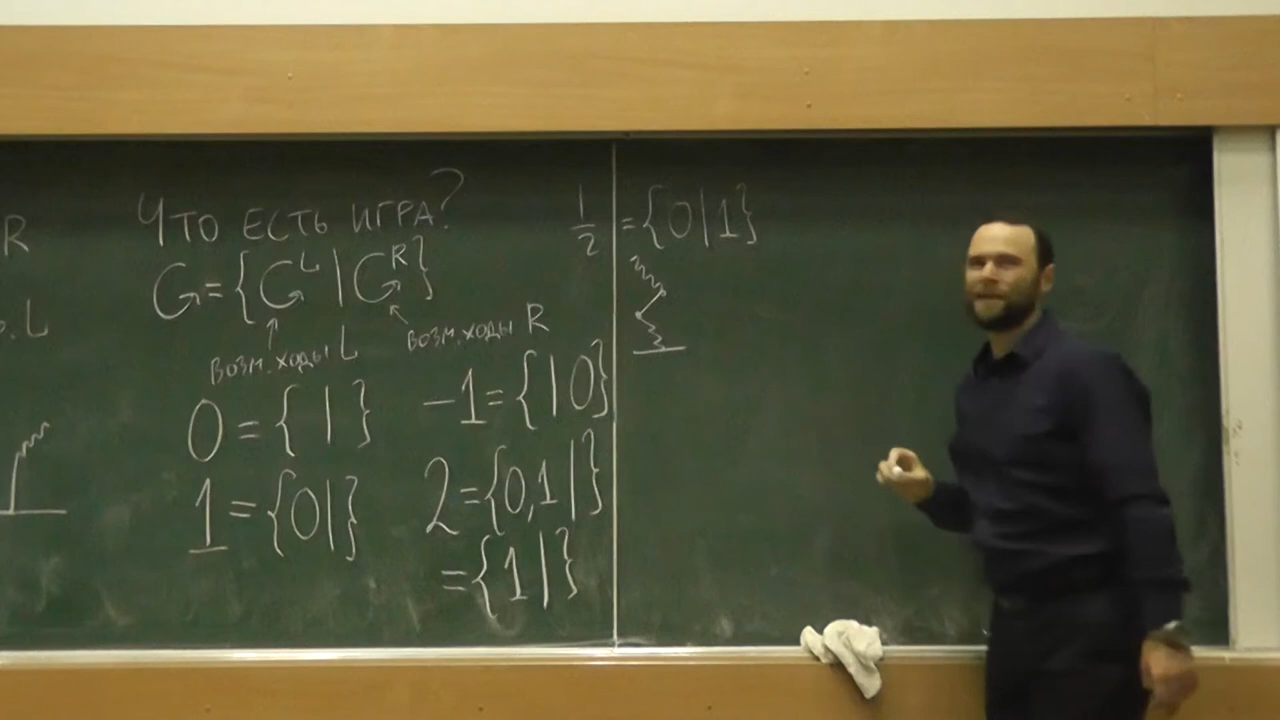 R
. L
ЧТО ЕСТЬ ИГРА?
G={G^L|G^R}
ВОЗМ. ХОДЫ L
ВОЗМ. ХОДЫ R
0={ | }
-1={ |0}
1={0| }
2={0,1| }
={1| }
1/2={0|1}